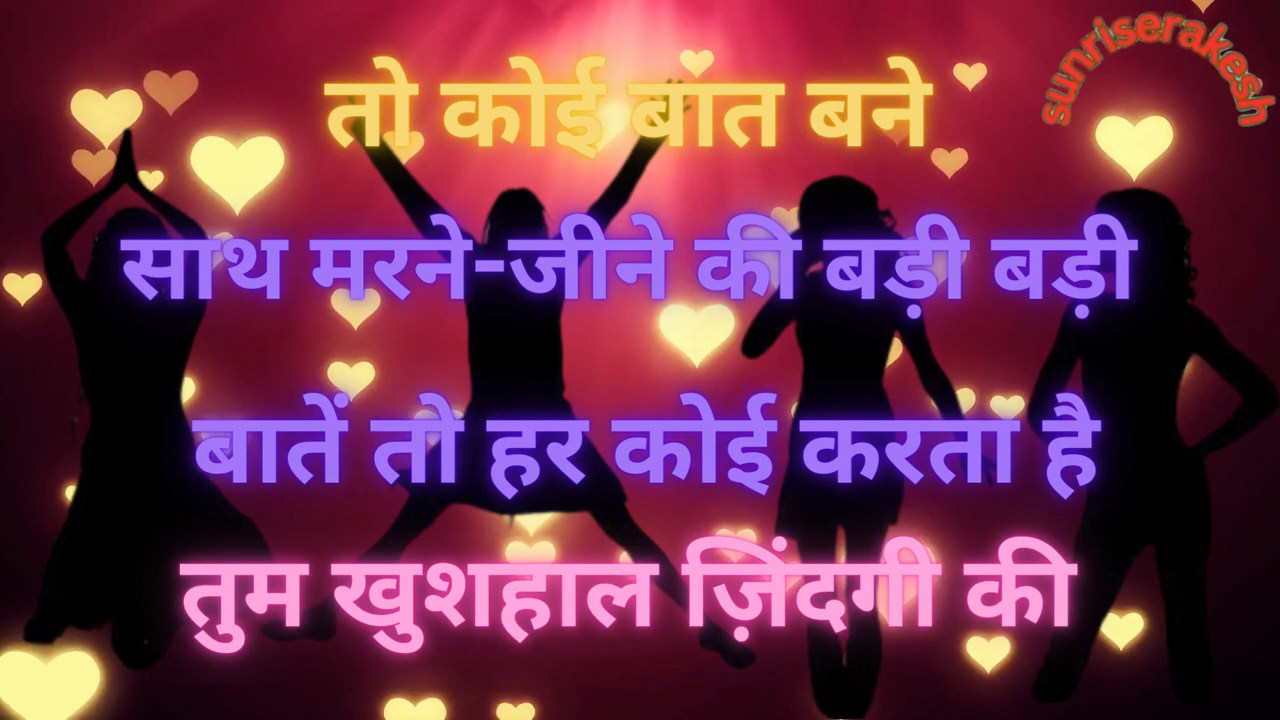 sunriserakesh
तो कोई बात बने
साथ मरने-जीने की बड़ी बड़ी
बातें तो हर कोई करता है
तुम खुशहाल ज़िंदगी की